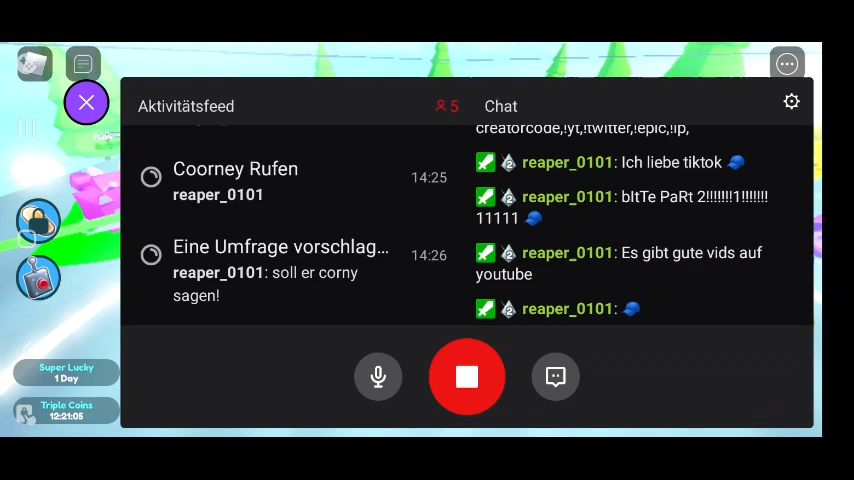 Aktivitätsfeed
5
Coorney Rufen
reaper_0101
14:25
Eine Umfrage vorschlag...
reaper_0101: soll er corny
sagen!
14:26
Chat
creatorcode,!yt,!twitter,!epic,!ip,
reaper_0101: Ich liebe tiktok
reaper_0101: bItTe PaRt 2!!!!!!!1!!!!!!!
11111
reaper_0101: Es gibt gute vids auf
youtube
reaper_0101:
Super Lucky
1 Day
Triple Coins
12:21:05